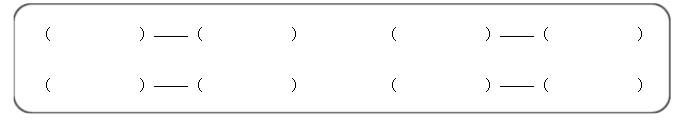 （　　　　）——（　　　　）　　　　（　　　　）——（　　　　）
（　　　　）——（　　　　）　　　　（　　　　）——（　　　　）